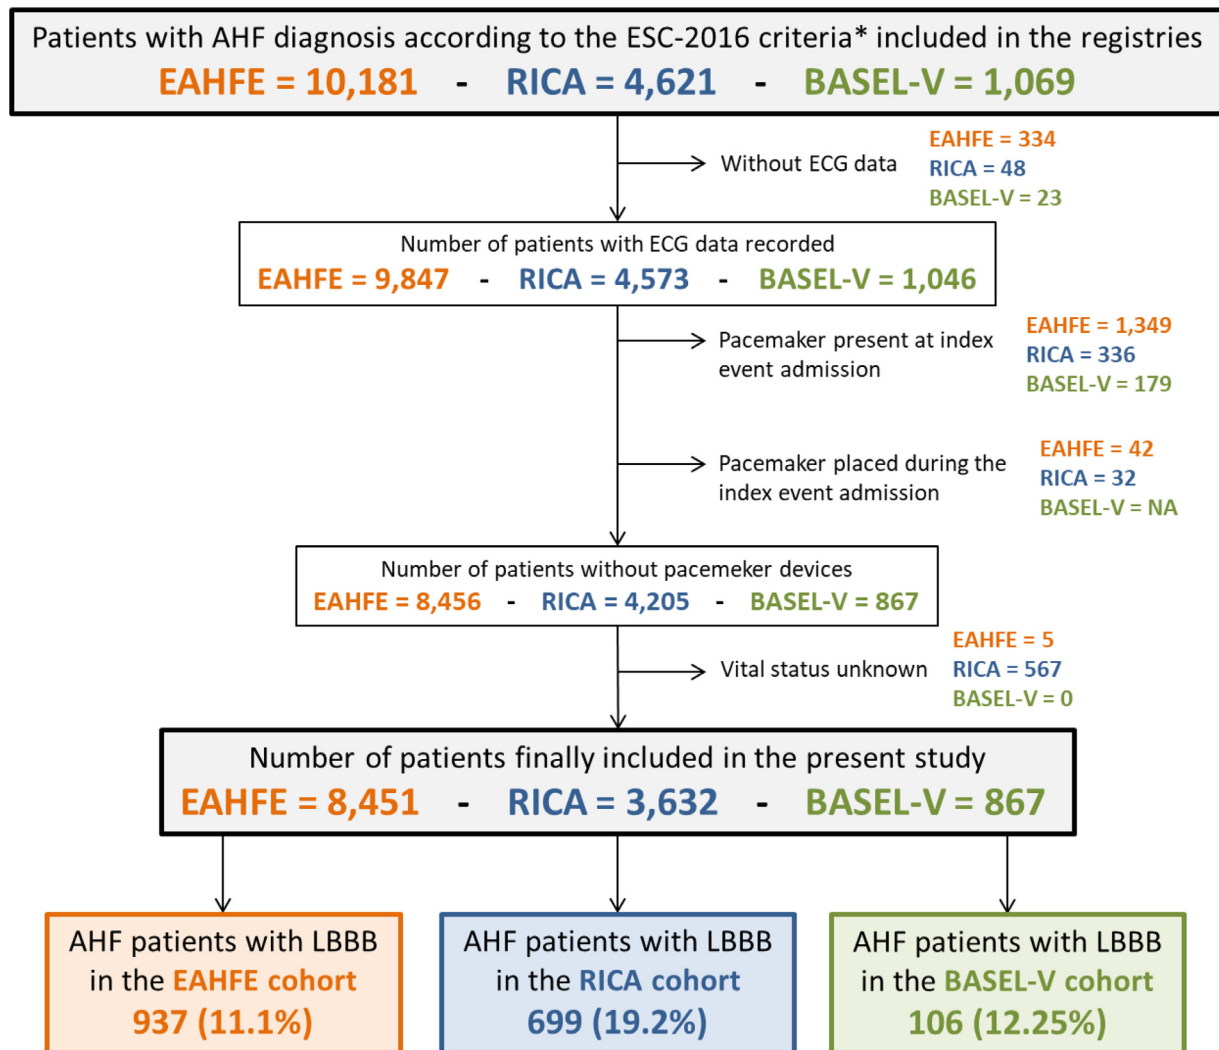 Patients with AHF diagnosis according to the ESC-2016 criteria* included in the registries
EAHFE = 10,181 - RICA = 4,621 - BASEL-V = 1,069
Without ECG data
EAHFE = 334
RICA = 48
BASEL-V = 23
Number of patients with ECG data recorded
EAHFE = 9,847 - RICA = 4,573 - BASEL-V = 1,046
Pacemaker present at index
event admission
EAHFE = 1,349
RICA = 336
BASEL-V = 179
Pacemaker placed during the
index event admission
EAHFE = 42
RICA = 32
BASEL-V = NA
Number of patients without pacemeker devices
EAHFE = 8,456 - RICA = 4,205 - BASEL-V = 867
Vital status unknown
EAHFE = 5
RICA = 567
BASEL-V = 0
Number of patients finally included in the present study
EAHFE = 8,451 - RICA = 3,632 - BASEL-V = 867
AHF patients with LBBB
in the EAHFE cohort
937 (11.1%)
AHF patients with LBBB
in the RICA cohort
699 (19.2%)
AHF patients with LBBB
in the BASEL-V cohort
106 (12.25%)